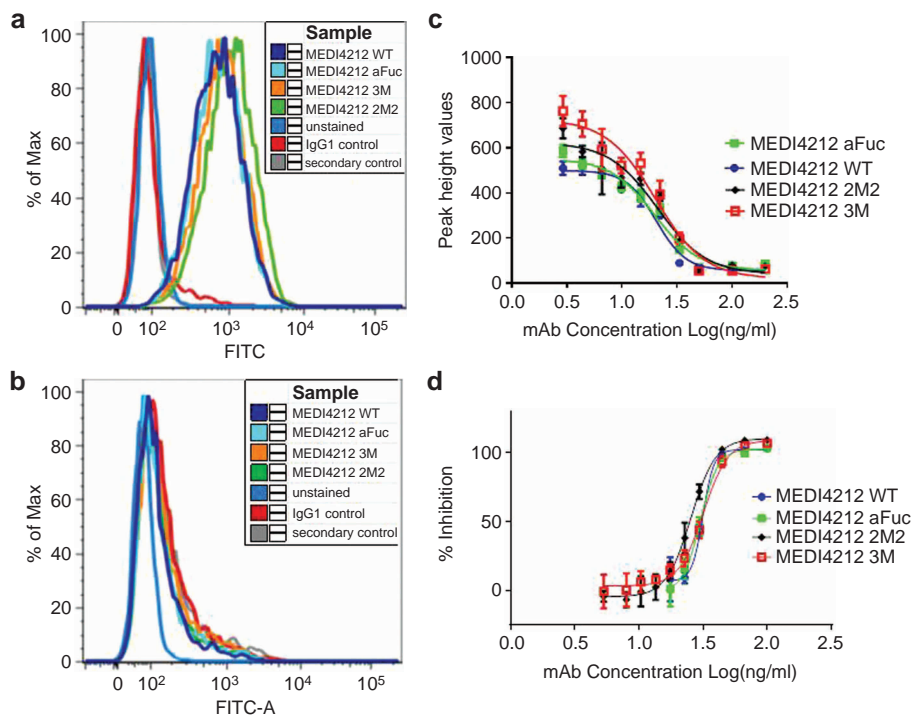 a
% of Max
100
80
60
40
20
0
0
10²
10³
10⁴
10⁵
FITC
Sample
MEDI4212 WT
MEDI4212 aFuc
MEDI4212 3M
MEDI4212 2M2
unstained
IgG1 control
secondary control
b
% of Max
100
80
60
40
20
0
0
10²
10³
10⁴
10⁵
FITC-A
Sample
MEDI4212 WT
MEDI4212 aFuc
MEDI4212 3M
MEDI4212 2M2
unstained
IgG1 control
secondary control
c
Peak height values
1000
800
600
400
200
0
0.0
0.5
1.0
1.5
2.0
2.5
mAb Concentration Log(ng/ml)
MEDI4212 aFuc
MEDI4212 WT
MEDI4212 2M2
MEDI4212 3M
d
% Inhibition
100
50
0
0.0
0.5
1.0
1.5
2.0
2.5
mAb Concentration Log(ng/ml)
MEDI4212 WT
MEDI4212 aFuc
MEDI4212 2M2
MEDI4212 3M